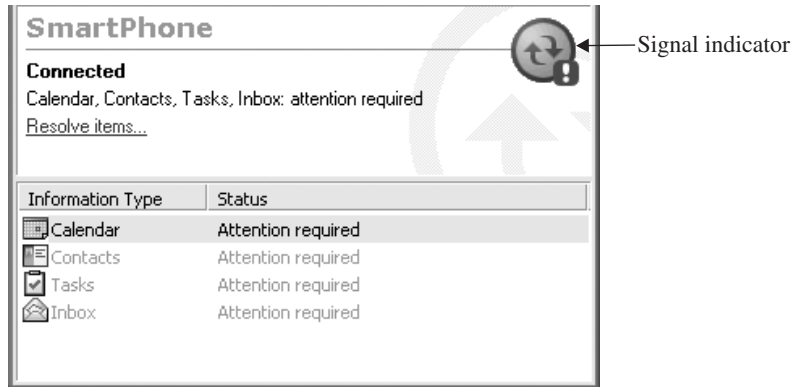 SmartPhone
Signal indicator
Connected
Calendar, Contacts, Tasks, Inbox: attention required
Resolve items...
Information Type Status
Calendar Attention required
Contacts Attention required
Tasks Attention required
Inbox Attention required